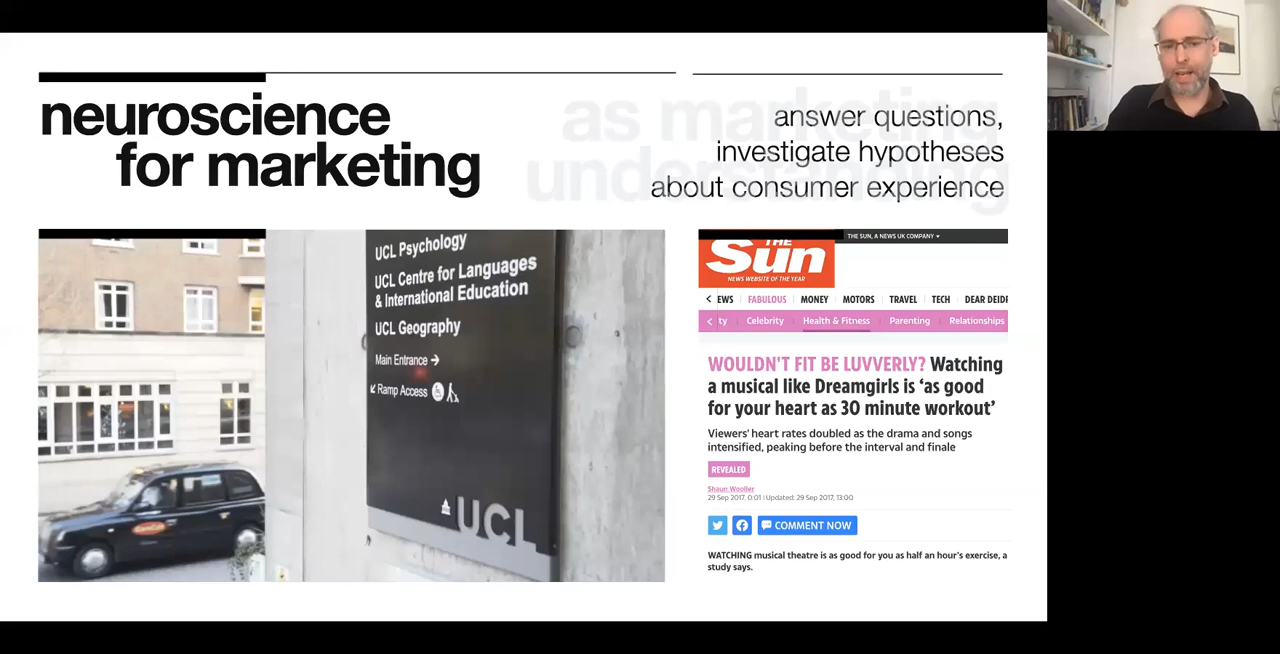 neuroscience
for marketing
as marketing
understanding
answer questions,
investigate hypotheses
about consumer experience
UCL Psychology
UCL Centre for Languages
& International Education
UCL Geography
Main Entrance →
↙ Ramp Access
UCL
THE SUN, A NEWS UK COMPANY ▾
THE
Sun
NEWS WEBSITE OF THE YEAR
EWS FABULOUS MONEY MOTORS TRAVEL TECH DEAR DEIDR
ty Celebrity Health & Fitness Parenting Relationships
WOULDN'T FIT BE LUVVERLY? Watching
a musical like Dreamgirls is ‘as good
for your heart as 30 minute workout’
Viewers' heart rates doubled as the drama and songs
intensified, peaking before the interval and finale
REVEALED
Shaun Wooller
29 Sep 2017, 0:01 | Updated: 29 Sep 2017, 13:00
COMMENT NOW
WATCHING musical theatre is as good for you as half an hour's exercise, a
study says.